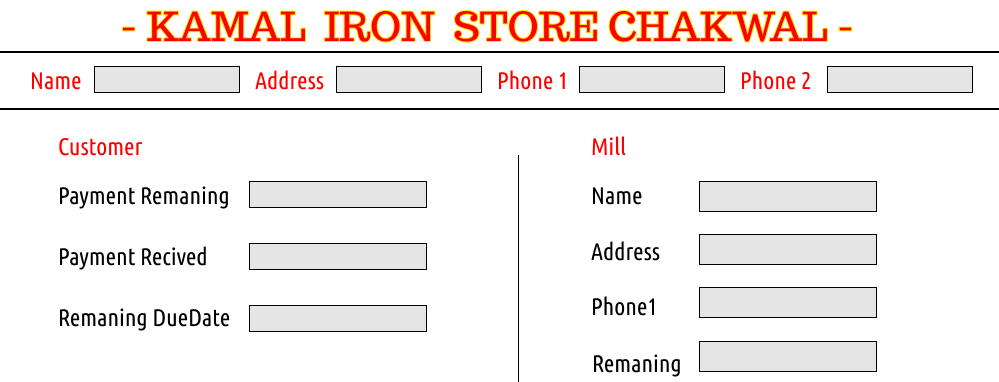 - KAMAL IRON STORE CHAKWAL -
Name Address Phone 1 Phone 2
Customer
Payment Remaning
Payment Recived
Remaning DueDate
Mill
Name
Address
Phone1
Remaning